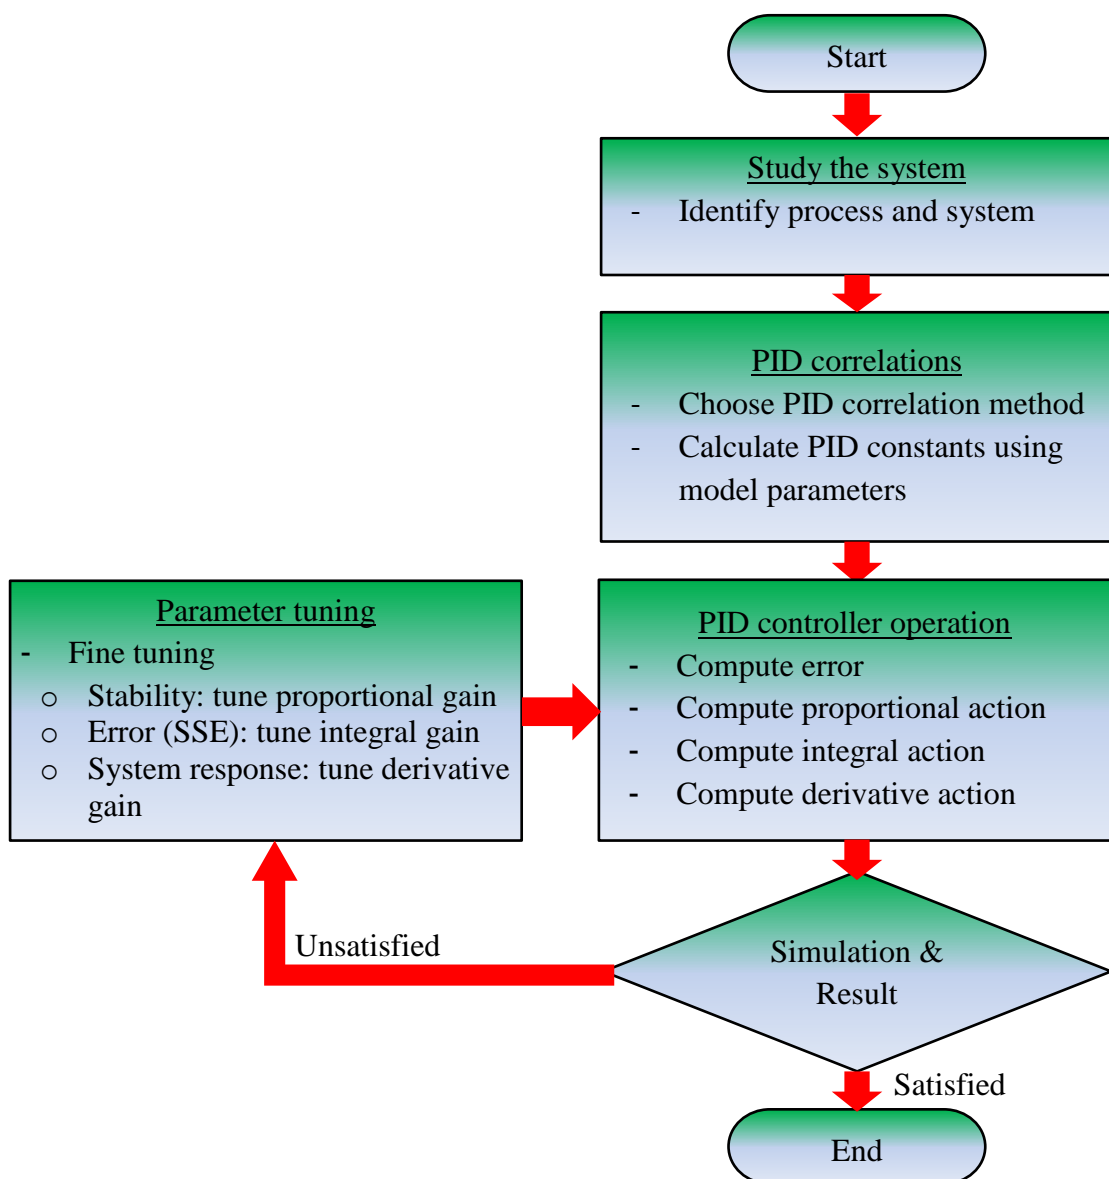 Start
Study the system
- Identify process and system
PID correlations
- Choose PID correlation method
- Calculate PID constants using
model parameters
Parameter tuning
- Fine tuning
o Stability: tune proportional gain
o Error (SSE): tune integral gain
o System response: tune derivative
gain
PID controller operation
- Compute error
- Compute proportional action
- Compute integral action
- Compute derivative action
Unsatisfied
Simulation &
Result
Satisfied
End